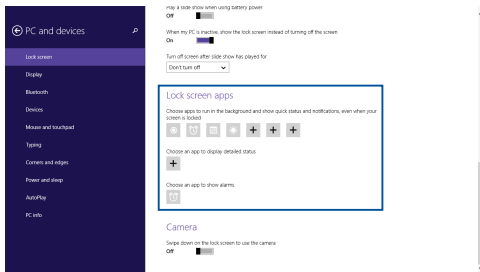 PC and devices
Lock screen
Display
Bluetooth
Devices
Mouse and touchpad
Typing
Corners and edges
Power and sleep
AutoPlay
PC info
Play a slide show when using battery power
Off
When my PC is inactive, show the lock screen instead of turning off the screen
On
Turn off screen after slide show has played for
Don't turn off
Lock screen apps
Choose apps to run in the background and show quick status and notifications, even when your
screen is locked
Choose an app to display detailed status
Choose an app to show alarms
Camera
Swipe down on the lock screen to use the camera
Off